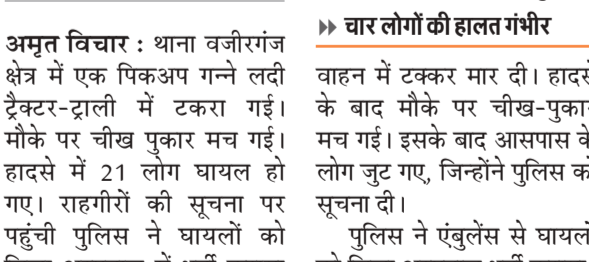 अमृत विचार : थाना वजीरगंज
क्षेत्र में एक पिकअप गन्ने लदी
ट्रैक्टर-ट्राली में टकरा गई।
मौके पर चीख पुकार मच गई।
हादसे में 21 लोग घायल हो
गए। राहगीरों की सूचना पर
पहुंची पुलिस ने घायलों को
चार लोगों की हालत गंभीर
वाहन में टक्कर मार दी। हादसे
के बाद मौके पर चीख-पुकार
मच गई। इसके बाद आसपास के
लोग जुट गए, जिन्होंने पुलिस को
सूचना दी।
पुलिस ने एंबुलेंस से घायलों